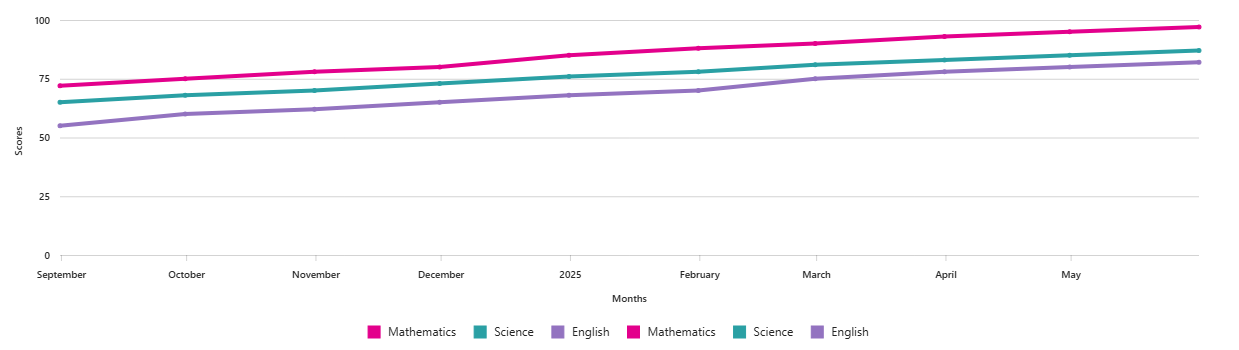 100
75
50
25
0
Scores
September October November December 2025 February March April May
Months
Mathematics Science English Mathematics Science English